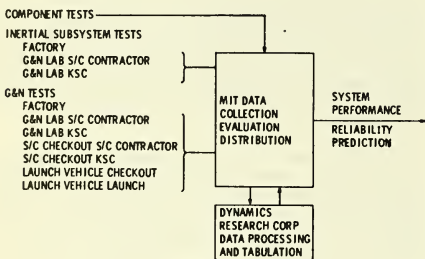 COMPONENT TESTS
INERTIAL SUBSYSTEM TESTS
FACTORY
G&N LAB S/C CONTRACTOR
G&N LAB KSC
G&N TESTS
FACTORY
G&N LAB S/C CONTRACTOR
G&N LAB KSC
S/C CHECKOUT S/C CONTRACTOR
S/C CHECKOUT KSC
LAUNCH VEHICLE CHECKOUT
LAUNCH VEHICLE LAUNCH
MIT DATA
COLLECTION
EVALUATION
DISTRIBUTION
SYSTEM
PERFORMANCE
RELIABILITY
PREDICTION
DYNAMICS
RESEARCH CORP
DATA PROCESSING
AND TABULATION